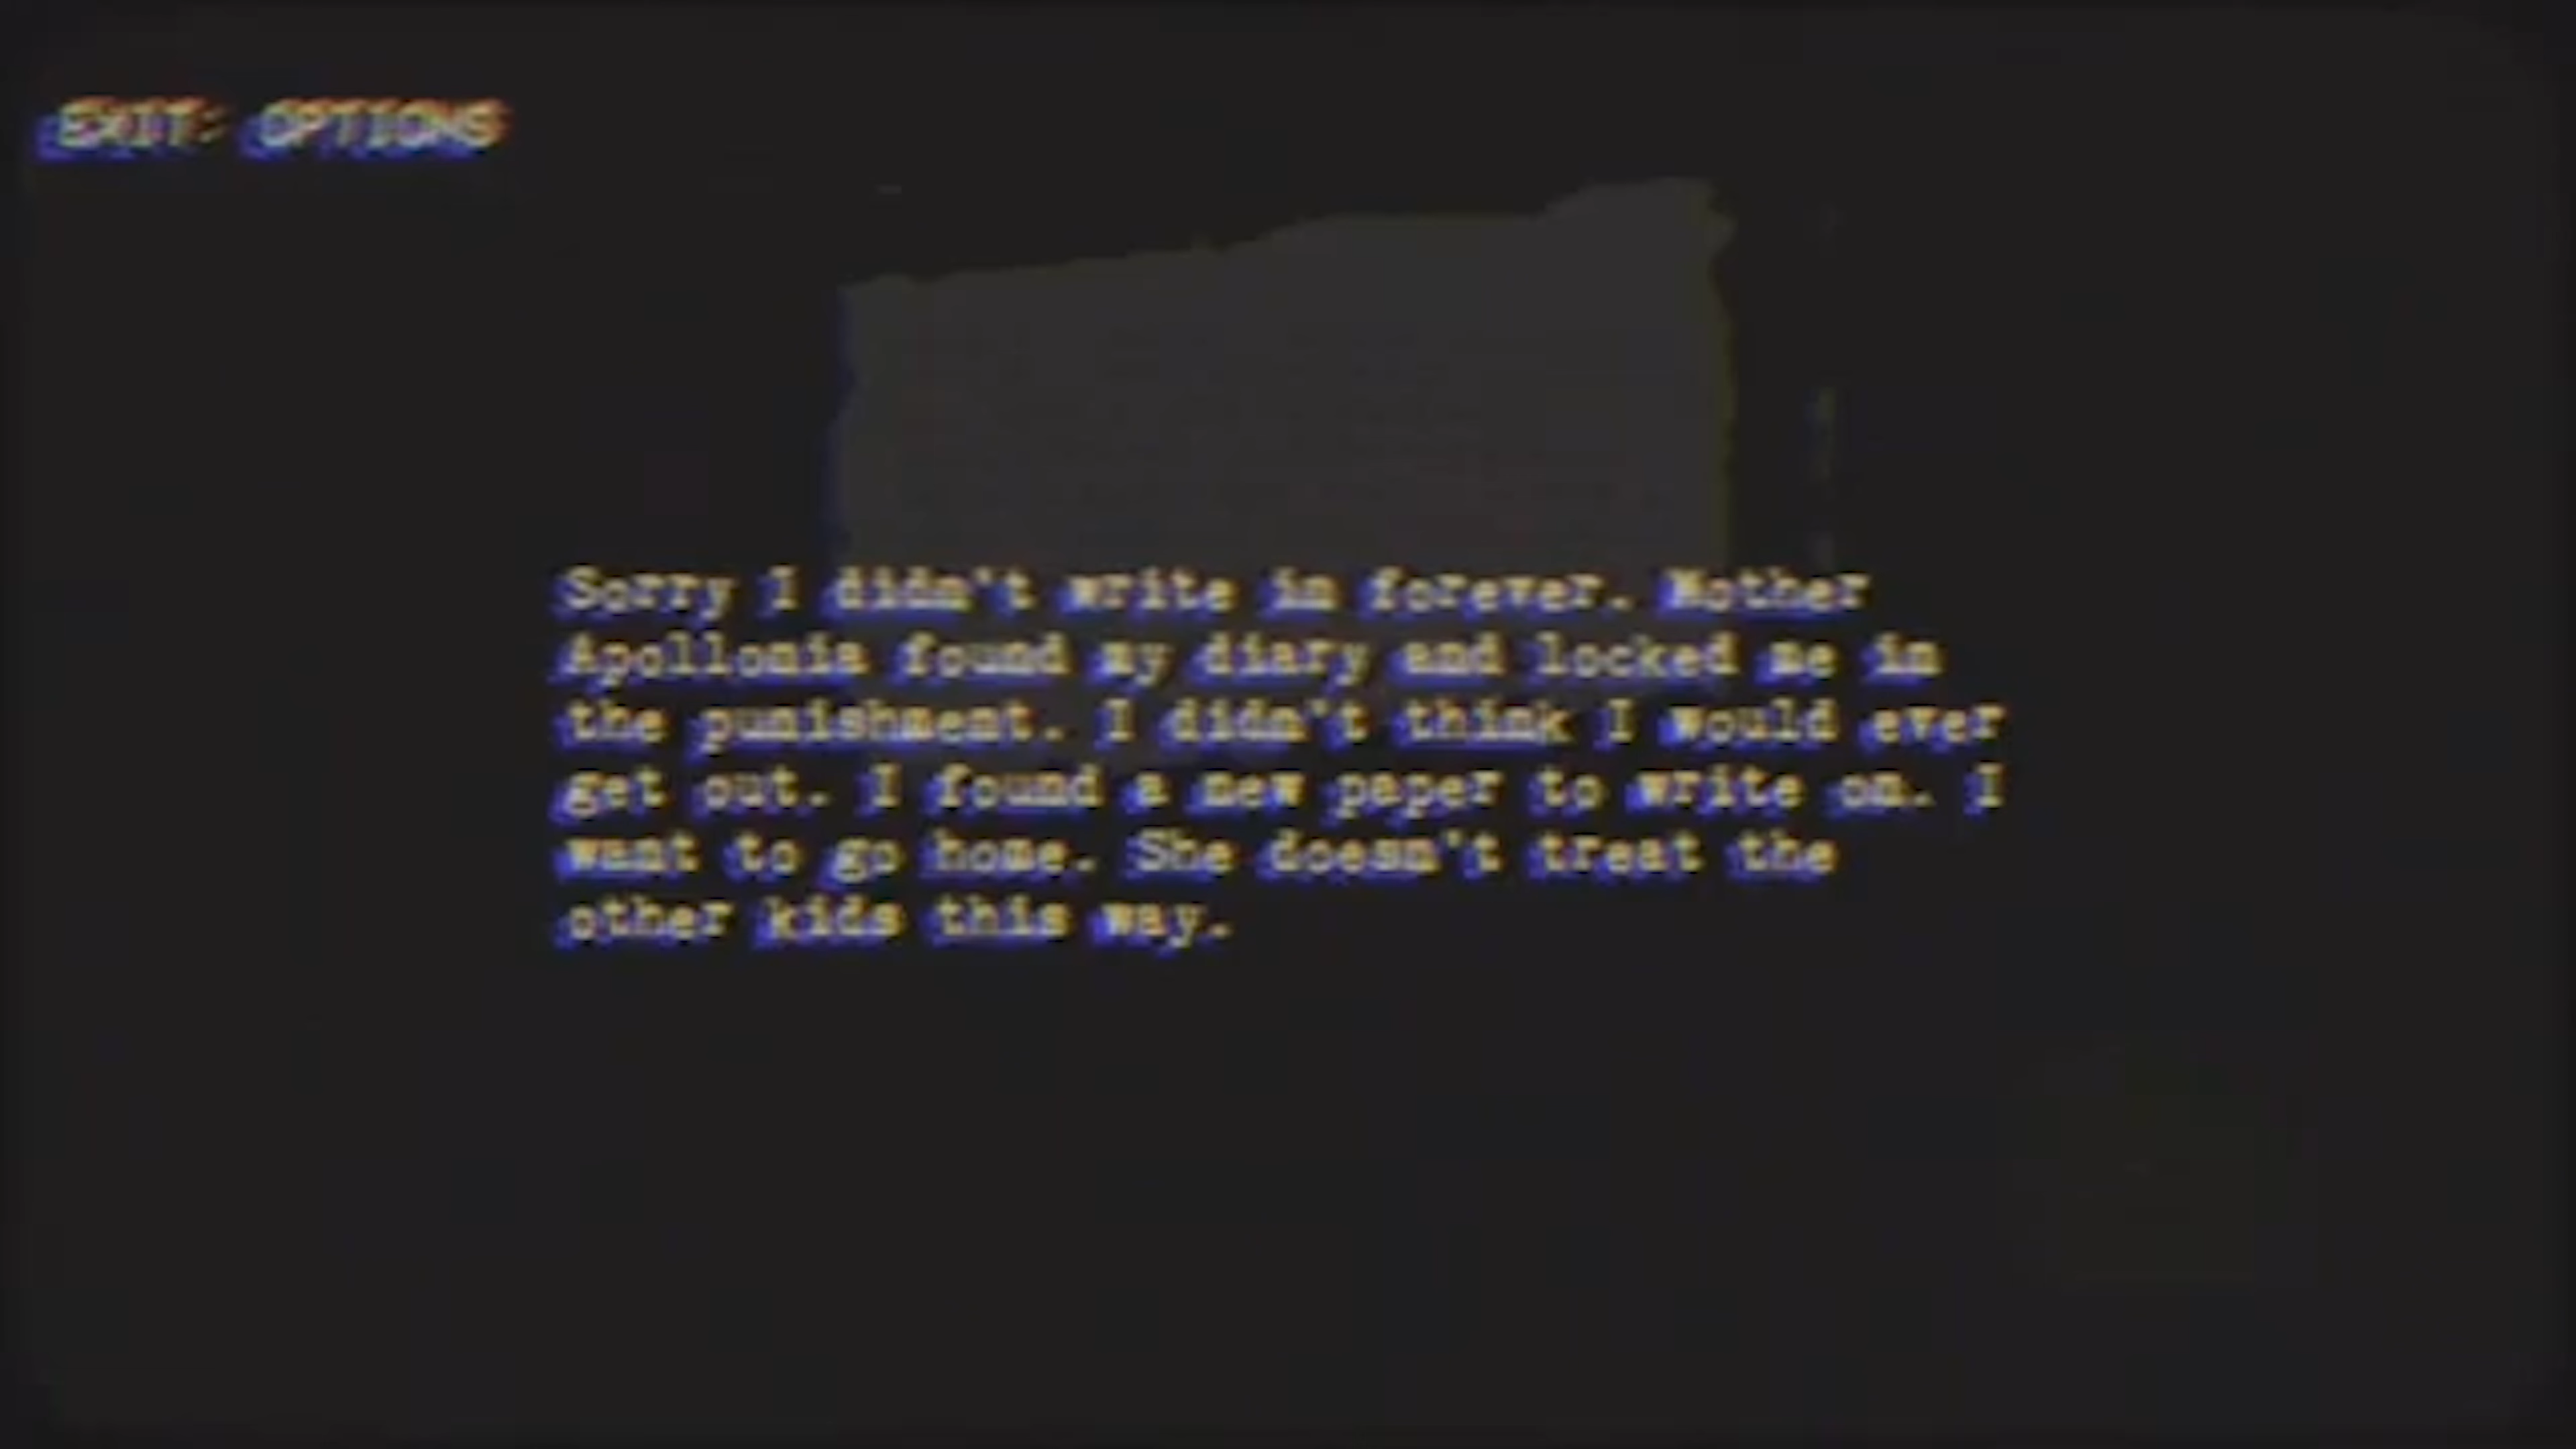 EXIT: OPTIONS
Sorry I didn't write in forever. Mother
Apollonia found my diary and locked me in
the punishment. I didn't think I would ever
get out. I found a new paper to write on. I
want to go home. She doesn't treat the
other kids this way.